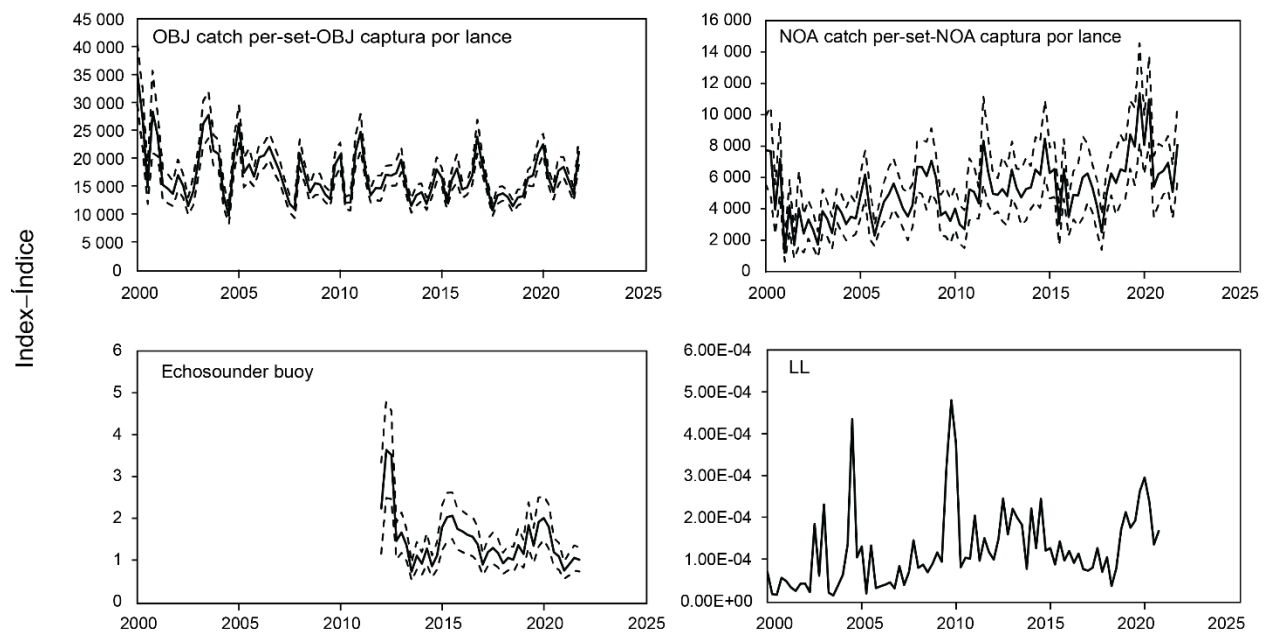 Index–Índice
OBJ catch per-set-OBJ captura por lance
45 000
40 000
35 000
30 000
25 000
20 000
15 000
10 000
5 000
0
2000 2005 2010 2015 2020 2025
NOA catch per-set-NOA captura por lance
16 000
14 000
12 000
10 000
8 000
6 000
4 000
2 000
0
2000 2005 2010 2015 2020 2025
Echosounder buoy
6
5
4
3
2
1
0
2000 2005 2010 2015 2020 2025
LL
6.00E-04
5.00E-04
4.00E-04
3.00E-04
2.00E-04
1.00E-04
0.00E+00
2000 2005 2010 2015 2020 2025